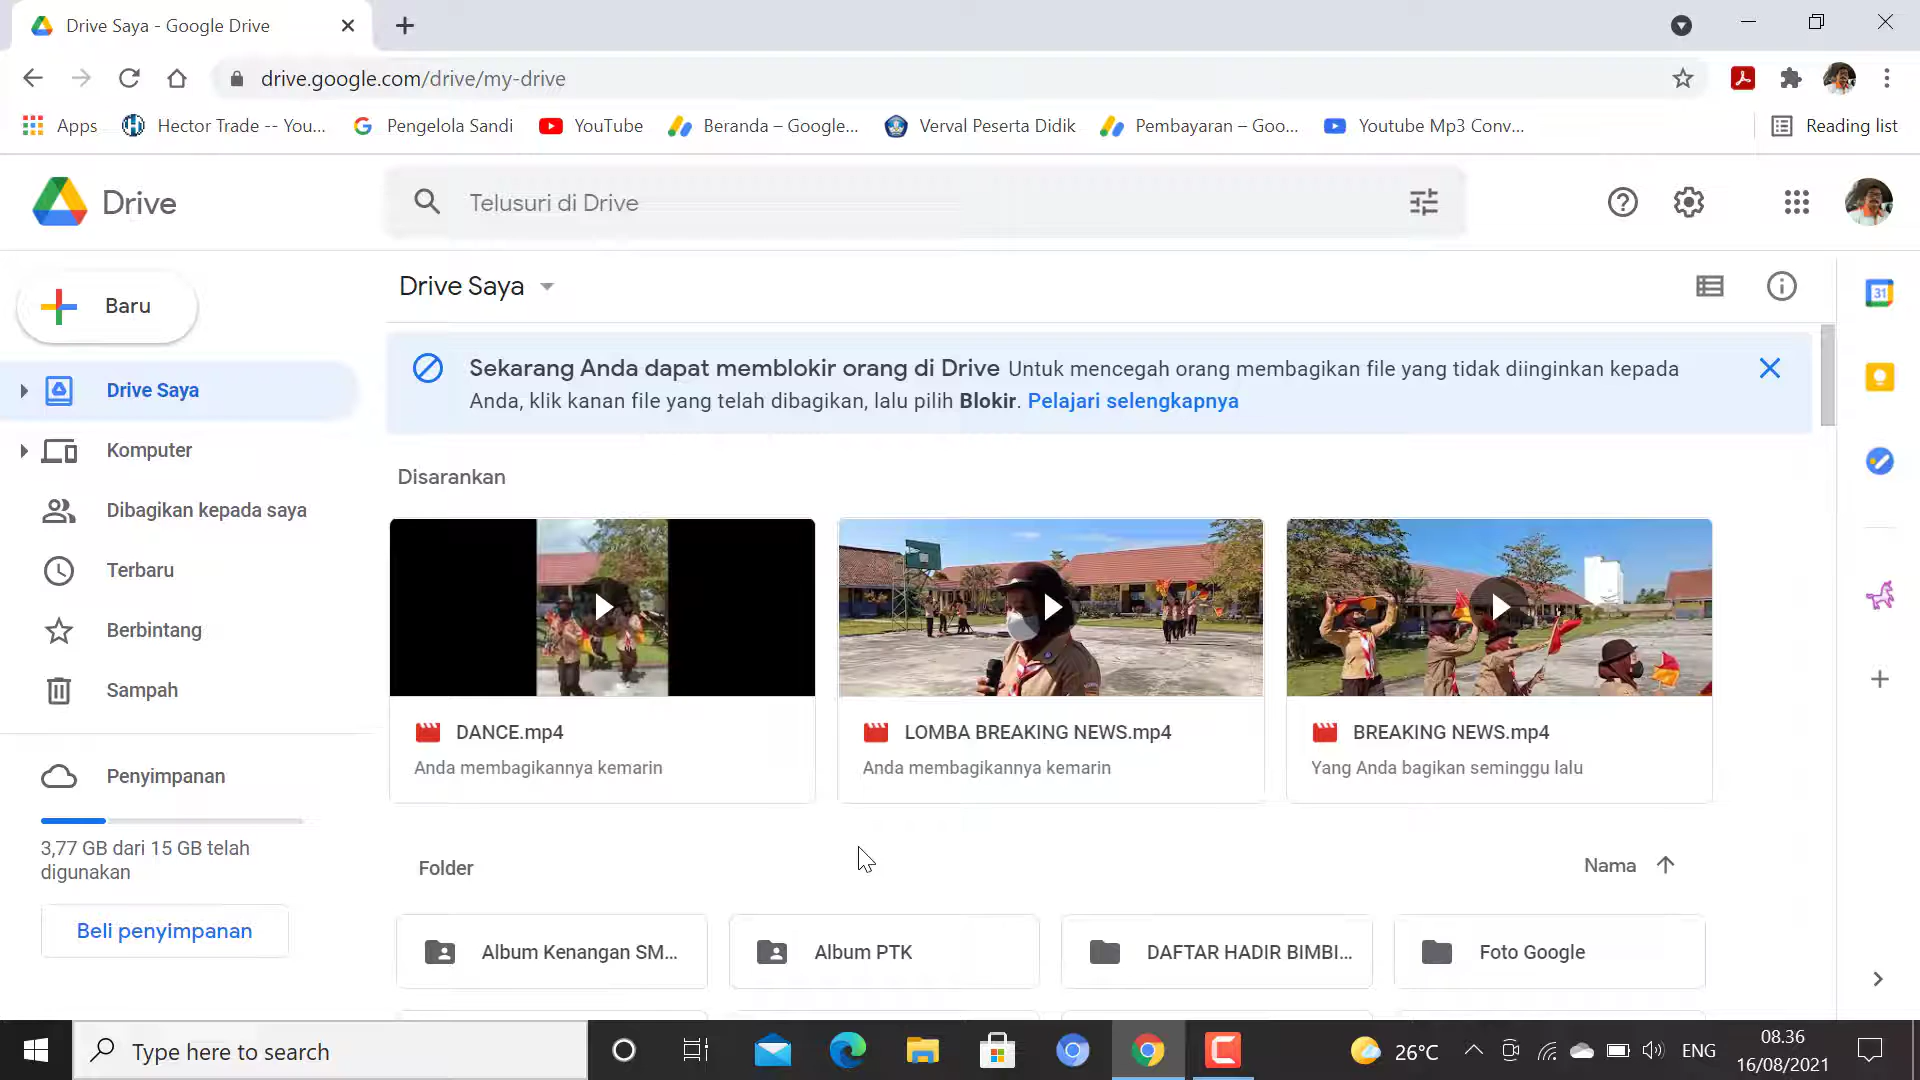 Drive Saya - Google Drive
drive.google.com/drive/my-drive
Apps
Hector Trade -- You...
Pengelola Sandi
YouTube
Beranda – Google...
Verval Peserta Didik
Pembayaran – Goo...
Youtube Mp3 Conv...
Reading list
Drive
Telusuri di Drive
Baru
Drive Saya
Komputer
Dibagikan kepada saya
Terbaru
Berbintang
Sampah
Penyimpanan
3,77 GB dari 15 GB telah
digunakan
Beli penyimpanan
Drive Saya
Sekarang Anda dapat memblokir orang di Drive Untuk mencegah orang membagikan file yang tidak diinginkan kepada
Anda, klik kanan file yang telah dibagikan, lalu pilih Blokir. Pelajari selengkapnya
Disarankan
DANCE.mp4
Anda membagikannya kemarin
LOMBA BREAKING NEWS.mp4
Anda membagikannya kemarin
BREAKING NEWS.mp4
Yang Anda bagikan seminggu lalu
Folder
Nama
Album Kenangan SM...
Album PTK
DAFTAR HADIR BIMBI...
Foto Google
31
Type here to search
26°C
ENG
08.36
16/08/2021